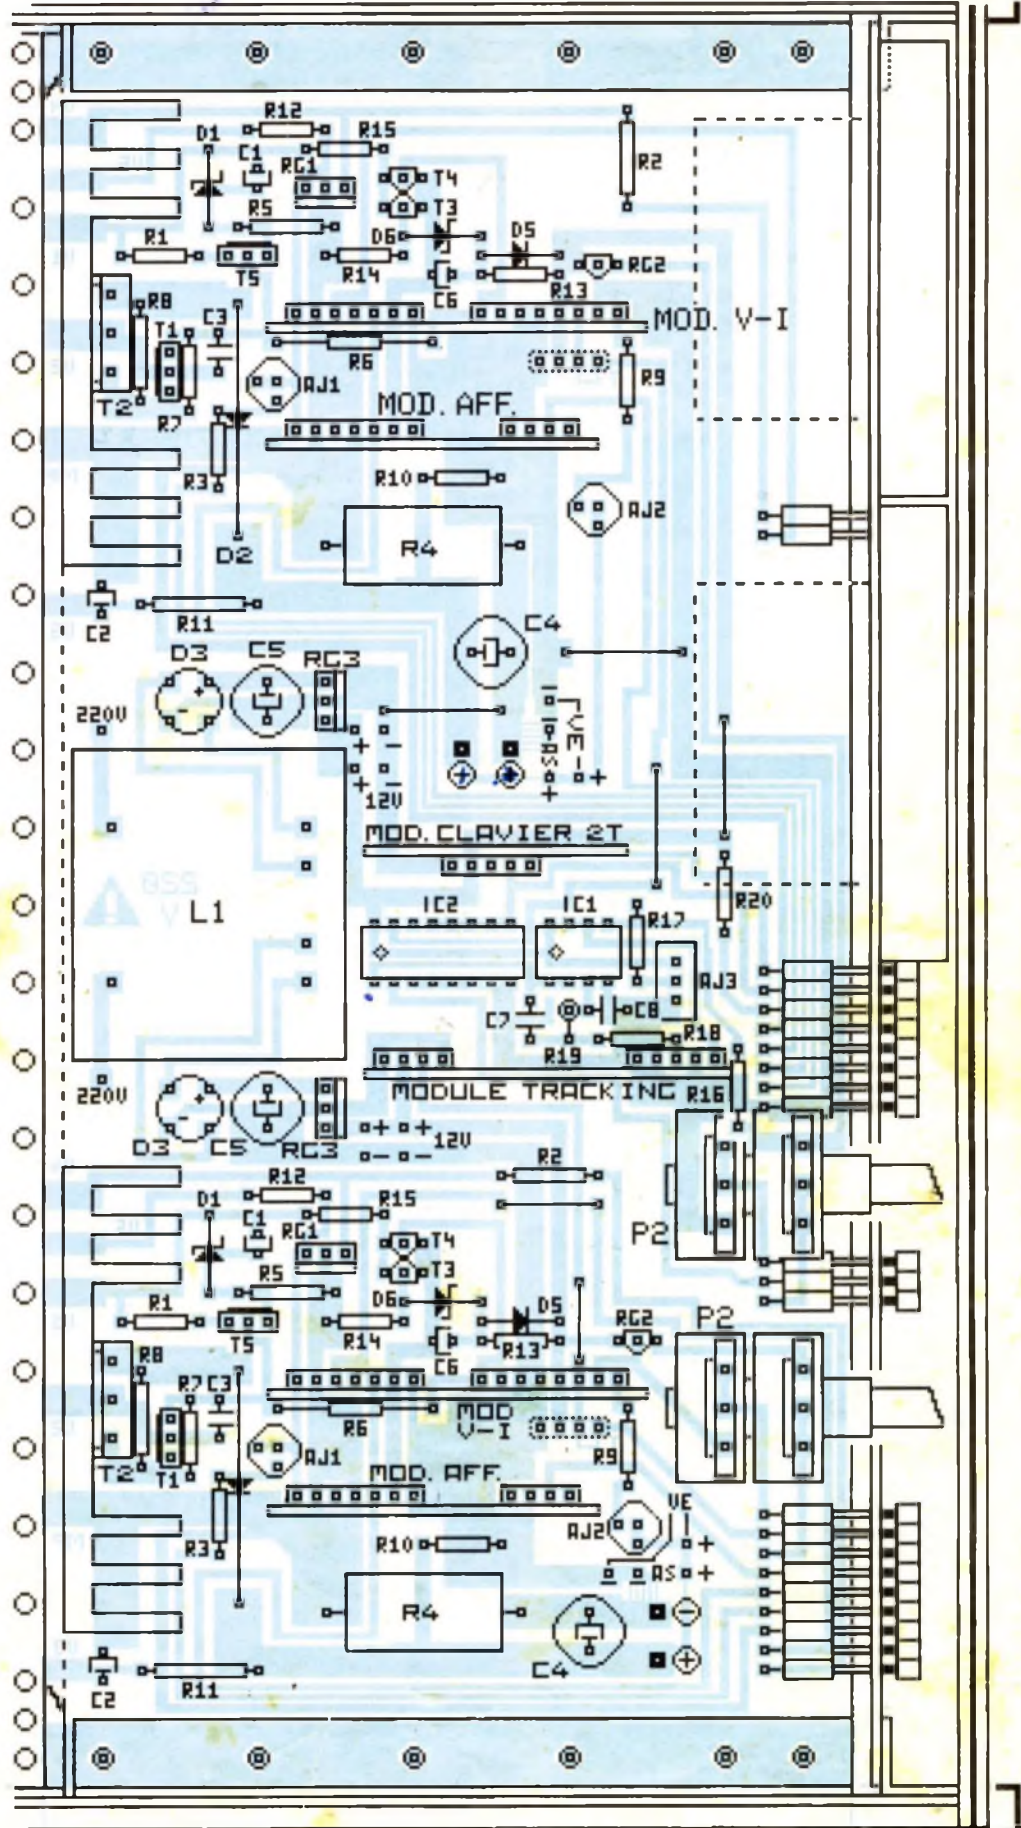 R12
D1
C1
R15
RG1
T4
R2
T3
R5
R1
D6
D5
T5
R14
C6
RG2
R13
R8
T1
C3
MOD. V-I
R6
R9
AJ1
T2
MOD. AFF.
R7
R10
R3
AJ2
R4
D2
C2
R11
C4
D3
C5
RG3
220V
VE
+ -
AS
+ -
12V
- +
+
MOD. CLAVIER 2T
L1
IC2
IC1
R17
R20
AJ3
C7
C8
R18
R19
MODULE TRACKING
R16
220V
D3
C5
RG3
+ +
- -
12V
R2
R12
D1
C1
R15
RG1
T4
P2
T3
R5
R1
D6
D5
T5
R14
C6
R13
RG2
P2
R8
R7
C3
R6
MOD
V-I
R9
AJ1
T2
T1
MOD. AFF.
VE
AJ2
+
R3
R10
AS
+
R4
-
+
C4
C2
R11